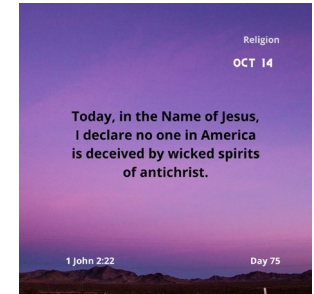 Religion
OCT 14
Today, in the Name of Jesus,
I declare no one in America
is deceived by wicked spirits
of antichrist.
1 John 2:22
Day 75